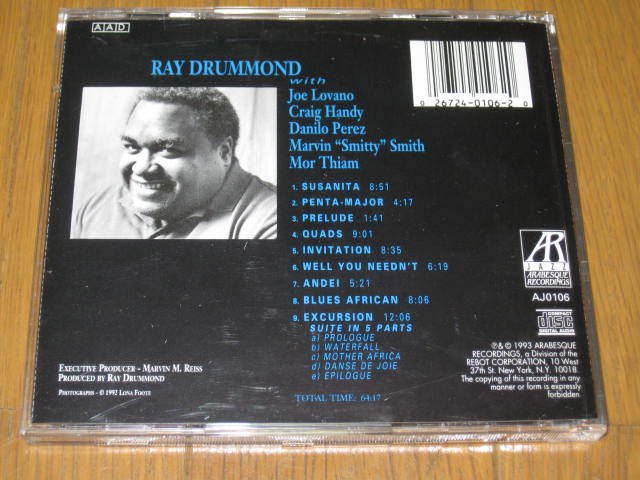 AAD
RAY DRUMMOND
with
Joe Lovano
Craig Handy
Danilo Perez
Marvin "Smitty" Smith
Mor Thiam
0 26724-0106-2 0
1. SUSANITA 8:51
2. PENTA-MAJOR 4:17
3. PRELUDE 1:41
4. QUADS 9:01
5. INVITATION 8:35
6. WELL YOU NEEDN'T 6:19
7. ANDEI 5:21
8. BLUES AFRICAN 8:06
9. EXCURSION 12:06
SUITE IN 5 PARTS
a) PROLOGUE
b) WATERFALL
c) MOTHER AFRICA
d) DANSE DE JOIE
e) EPILOGUE
TOTAL TIME: 64:17
EXECUTIVE PRODUCER - MARVIN M. REISS
PRODUCED BY RAY DRUMMOND
PHOTOGRAPHS - © 1992 LONA FOOTE
AR
JAZZ
ARABESQUE
RECORDINGS
AJ0106
COMPACT
disc
DIGITAL AUDIO
℗& © 1993 ARABESQUE
RECORDINGS, a Division of the
REBOT CORPORATION, 10 West
37th St. New York, N.Y. 10018.
The copying of this recording in any
manner or form is expressly
forbidden.